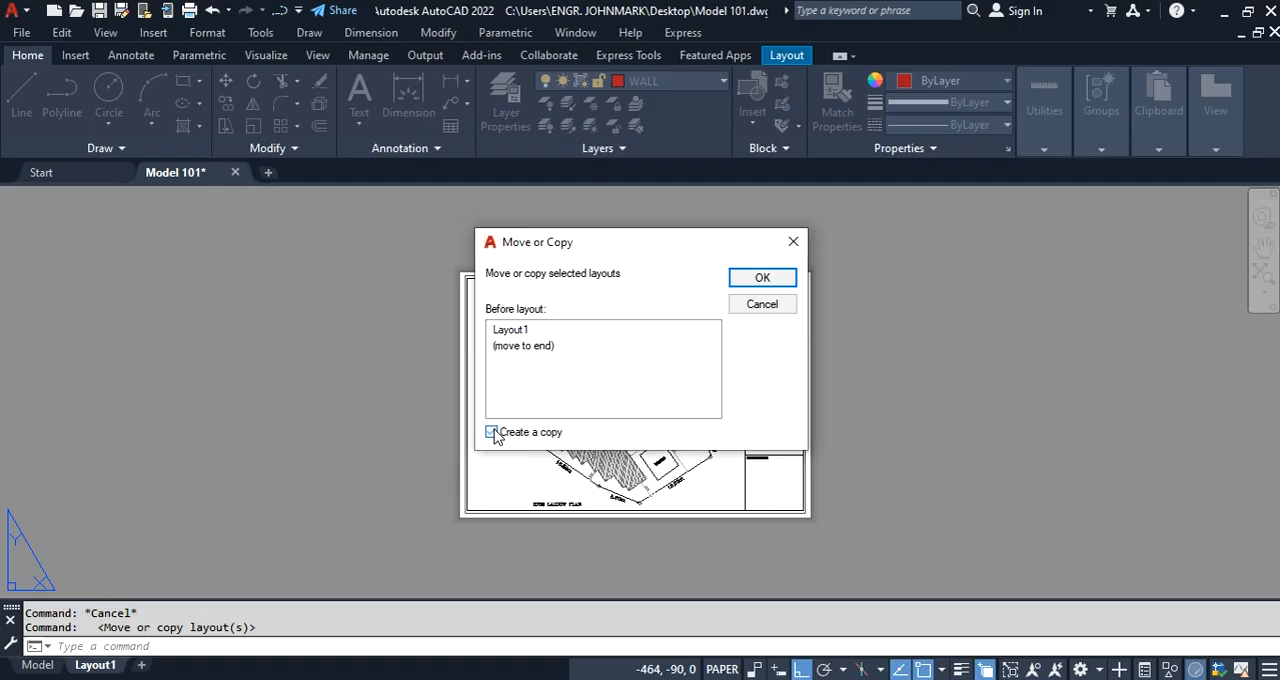 Share
Autodesk AutoCAD 2022 C:\Users\ENGR. JOHNMARK\Desktop\Model 101.dwg
Type a keyword or phrase
Sign In
File Edit View Insert Format Tools Draw Dimension Modify Parametric Window Help Express
Home Insert Annotate Parametric Visualize View Manage Output Add-ins Collaborate Express Tools Featured Apps Layout
WALL
ByLayer
ByLayer
ByLayer
Line Polyline Circle Arc Text Dimension Layer Properties Insert Match Properties Utilities Groups Clipboard View
Draw Modify Annotation Layers Block Properties
Start Model 101*
Move or Copy
Move or copy selected layouts
OK
Cancel
Before layout:
Layout1
(move to end)
Create a copy
Y
X
Command: *Cancel*
Command: <Move or copy layout(s)>
Type a command
Model Layout1
-464, -90, 0 PAPER